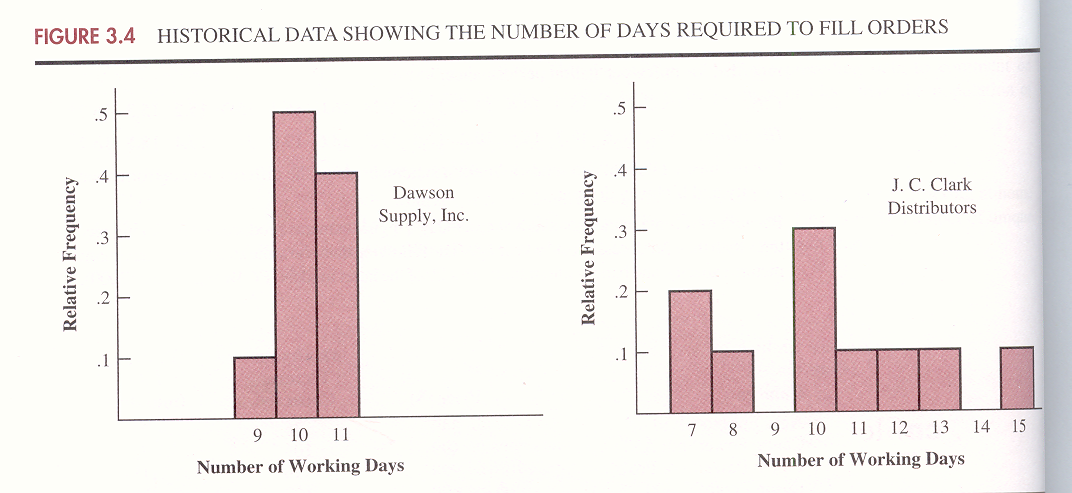 FIGURE 3.4 HISTORICAL DATA SHOWING THE NUMBER OF DAYS REQUIRED TO FILL ORDERS
.5
.4
.3
.2
.1
Relative Frequency
Dawson
Supply, Inc.
9 10 11
Number of Working Days
.5
.4
.3
.2
.1
Relative Frequency
J. C. Clark
Distributors
7 8 9 10 11 12 13 14 15
Number of Working Days